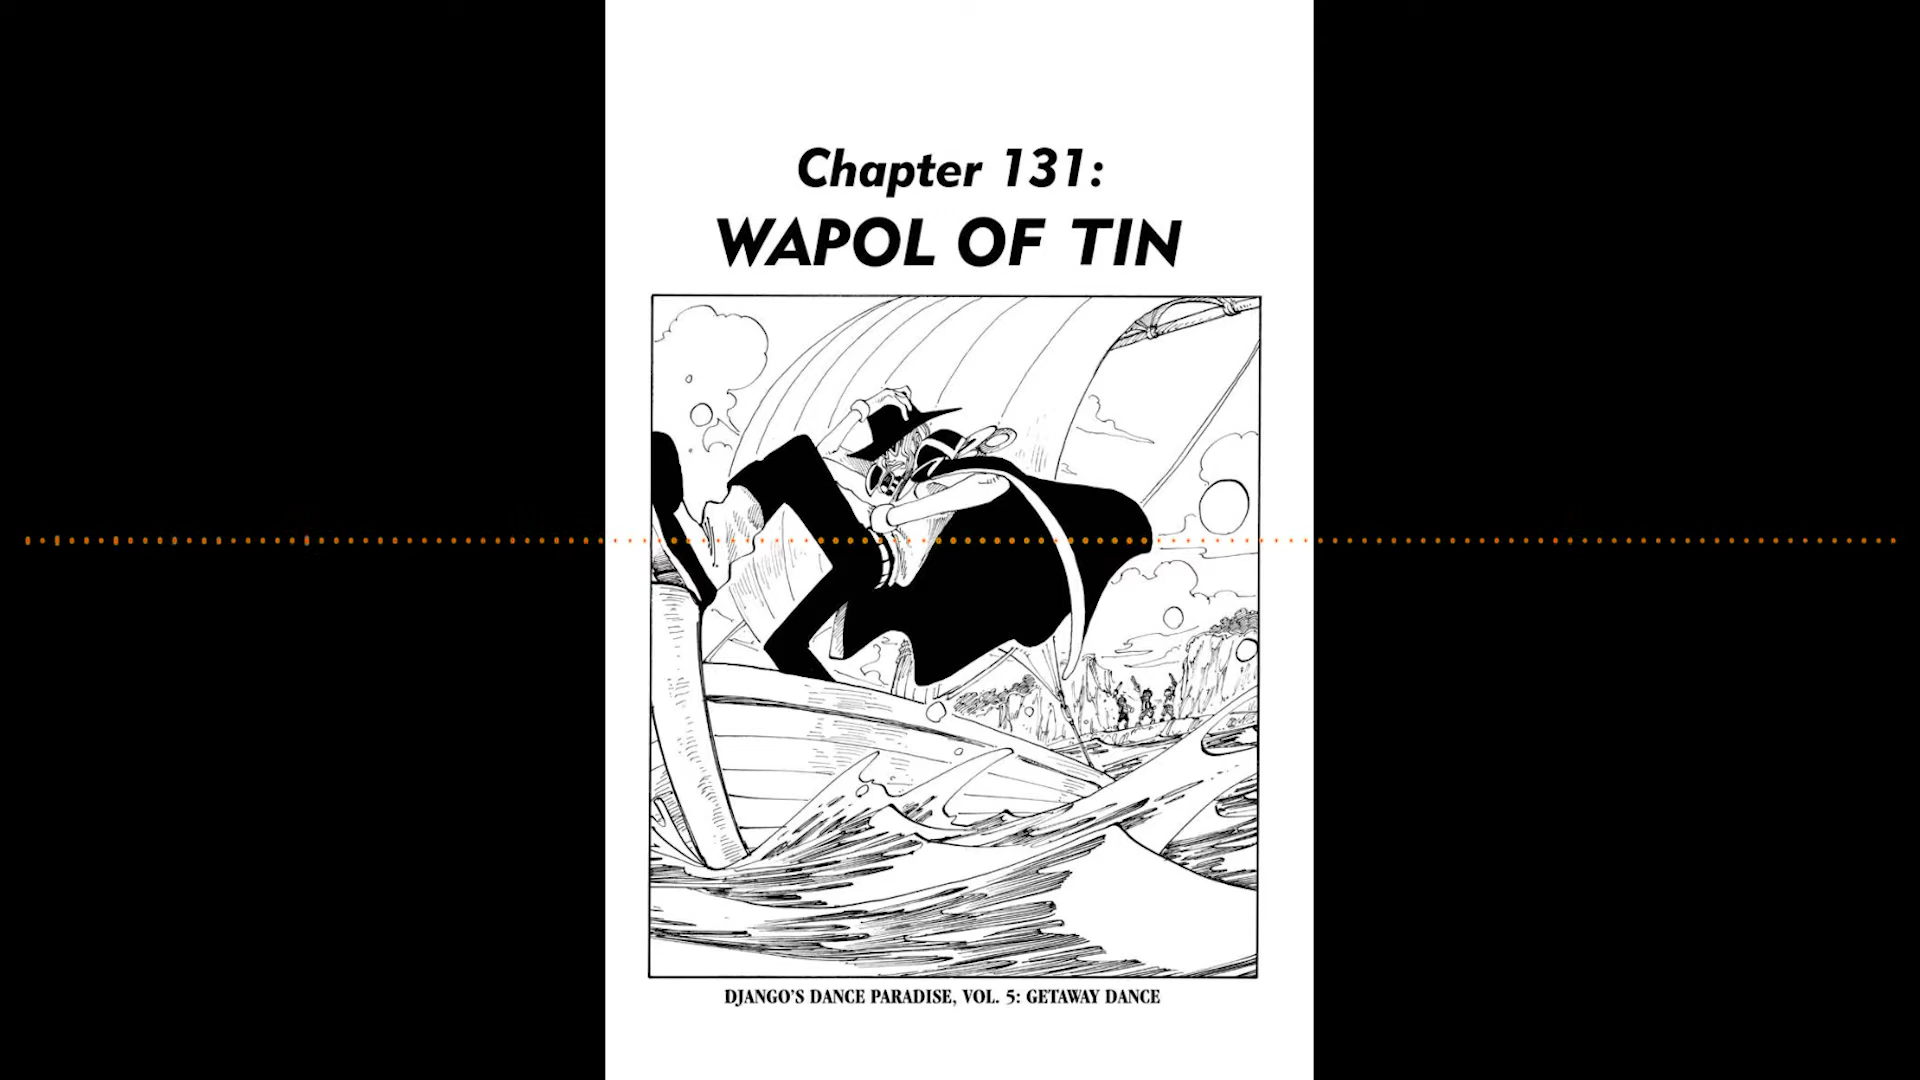 Chapter 131:
WAPOL OF TIN
DJANGO'S DANCE PARADISE, VOL. 5: GETAWAY DANCE